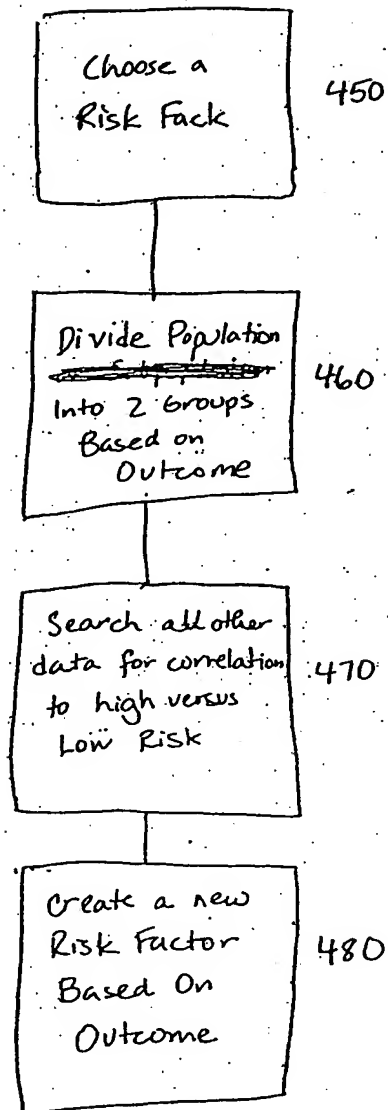 Choose a
Risk Fack
450
Divide Population
Into 2 Groups
Based on
Outcome
460
Search all other
data for correlation
to high versus
Low Risk
470
Create a new
Risk Factor
Based On
Outcome
480